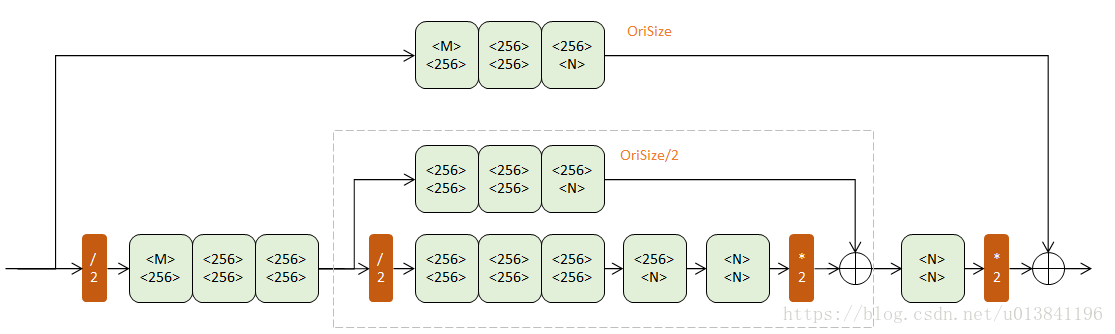 <M> <256> <256> OriSize
<256> <256> <N>
<256> <256> <256> OriSize/2
<256> <256> <N>
/ <M> <256> <256> / <256> <256> <256> <256> <N> * <N> *
2 <256> <256> <256> 2 <256> <256> <256> <N> <N> 2 <N> 2
https://blog.csdn.net/u013841196